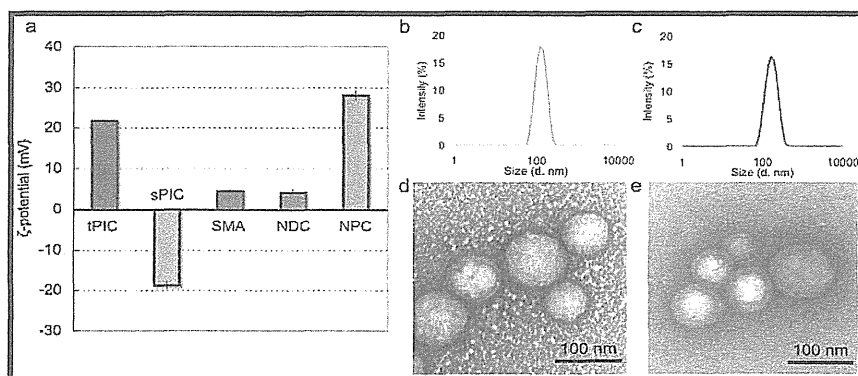 a
ζ-potential (mV)
40
30
20
10
0
-10
-20
-30
tPIC
sPIC
SMA
NDC
NPC
b
Intensity (%)
20
15
10
5
0
1
100
10000
Size (d. nm)
c
Intensity (%)
20
15
10
5
0
1
100
10000
Size (d. nm)
d
100 nm
e
100 nm